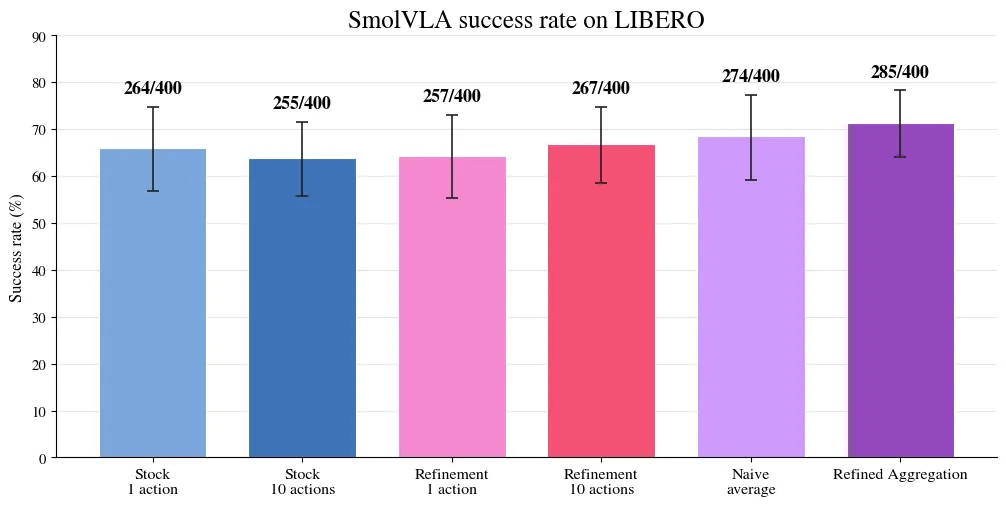 SmolVLA success rate on LIBERO
Success rate (%)
90
80
70
60
50
40
30
20
10
0
264/400
255/400
257/400
267/400
274/400
285/400
Stock
1 action
Stock
10 actions
Refinement
1 action
Refinement
10 actions
Naive
average
Refined Aggregation